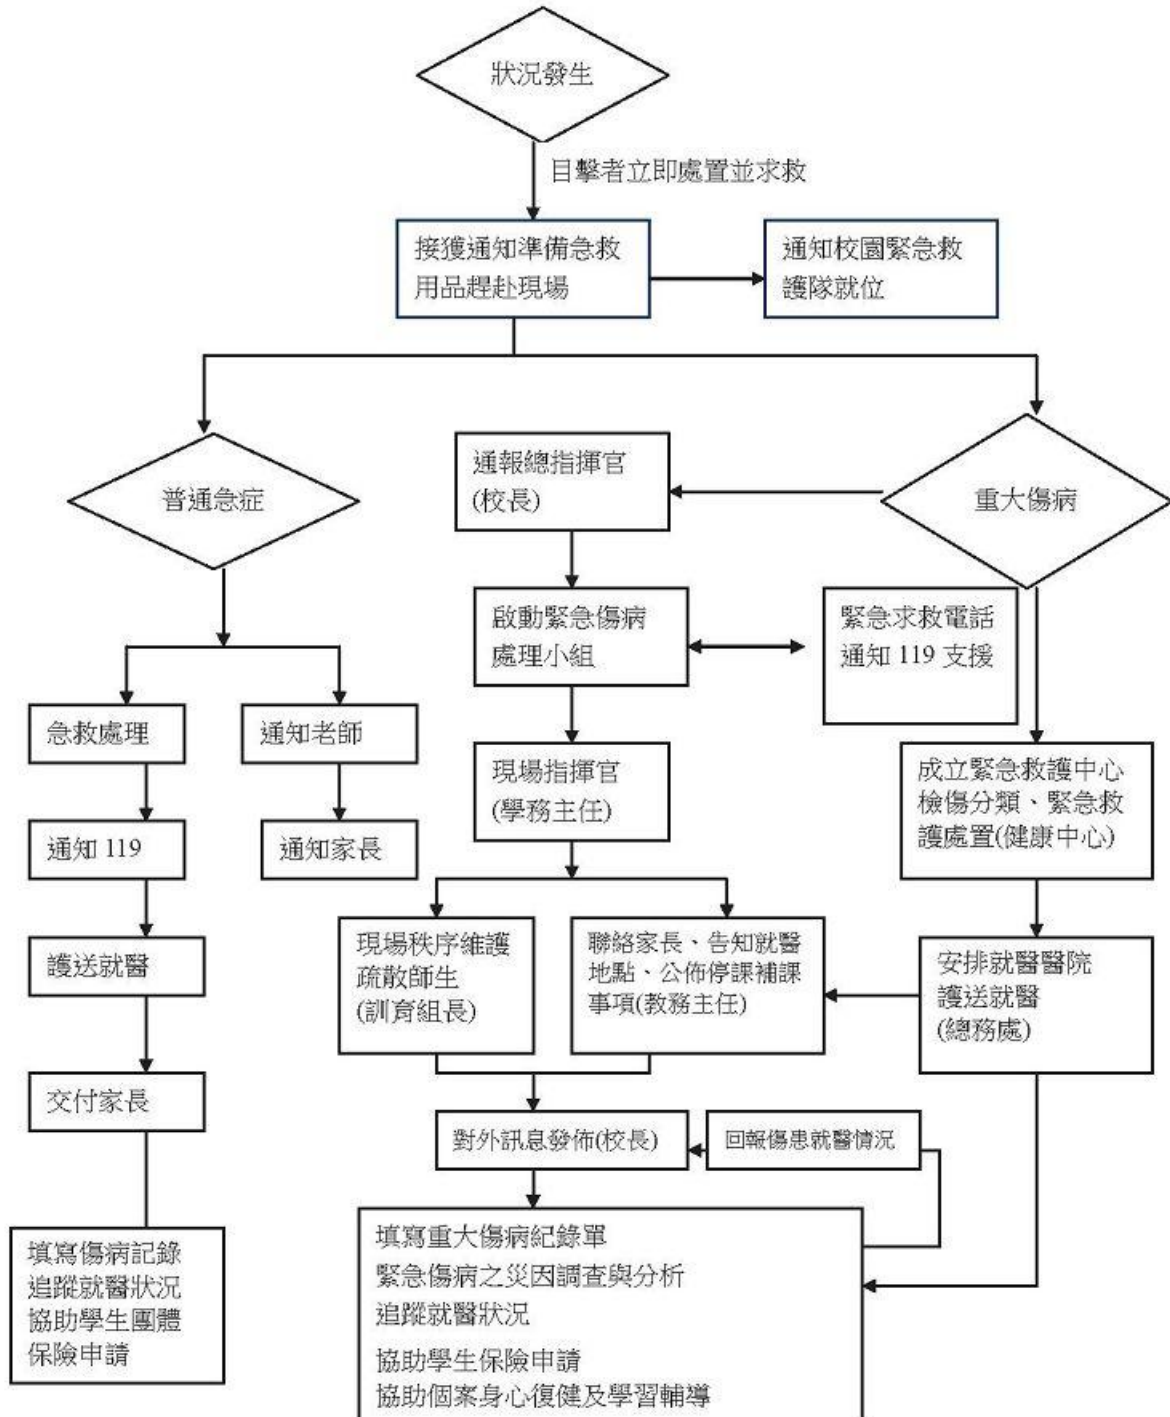 狀況發生
目擊者立即處置並求救
接獲通知準備急救
用品趕赴現場
通知校園緊急救
護隊就位
普通急症
通報總指揮官
(校長)
重大傷病
啟動緊急傷病
處理小組
緊急求救電話
通知 119 支援
急救處理
通知老師
現場指揮官
(學務主任)
成立緊急救護中心
檢傷分類、緊急救
護處置(健康中心)
通知 119
通知家長
護送就醫
現場秩序維護
疏散師生
(訓育組長)
聯絡家長、告知就醫
地點、公佈停課補課
事項(教務主任)
安排就醫醫院
護送就醫
(總務處)
交付家長
對外訊息發佈(校長)
回報傷患就醫情況
填寫傷病記錄
追蹤就醫狀況
協助學生團體
保險申請
填寫重大傷病紀錄單
緊急傷病之災因調查與分析
追蹤就醫狀況
協助學生保險申請
協助個案身心復健及學習輔導